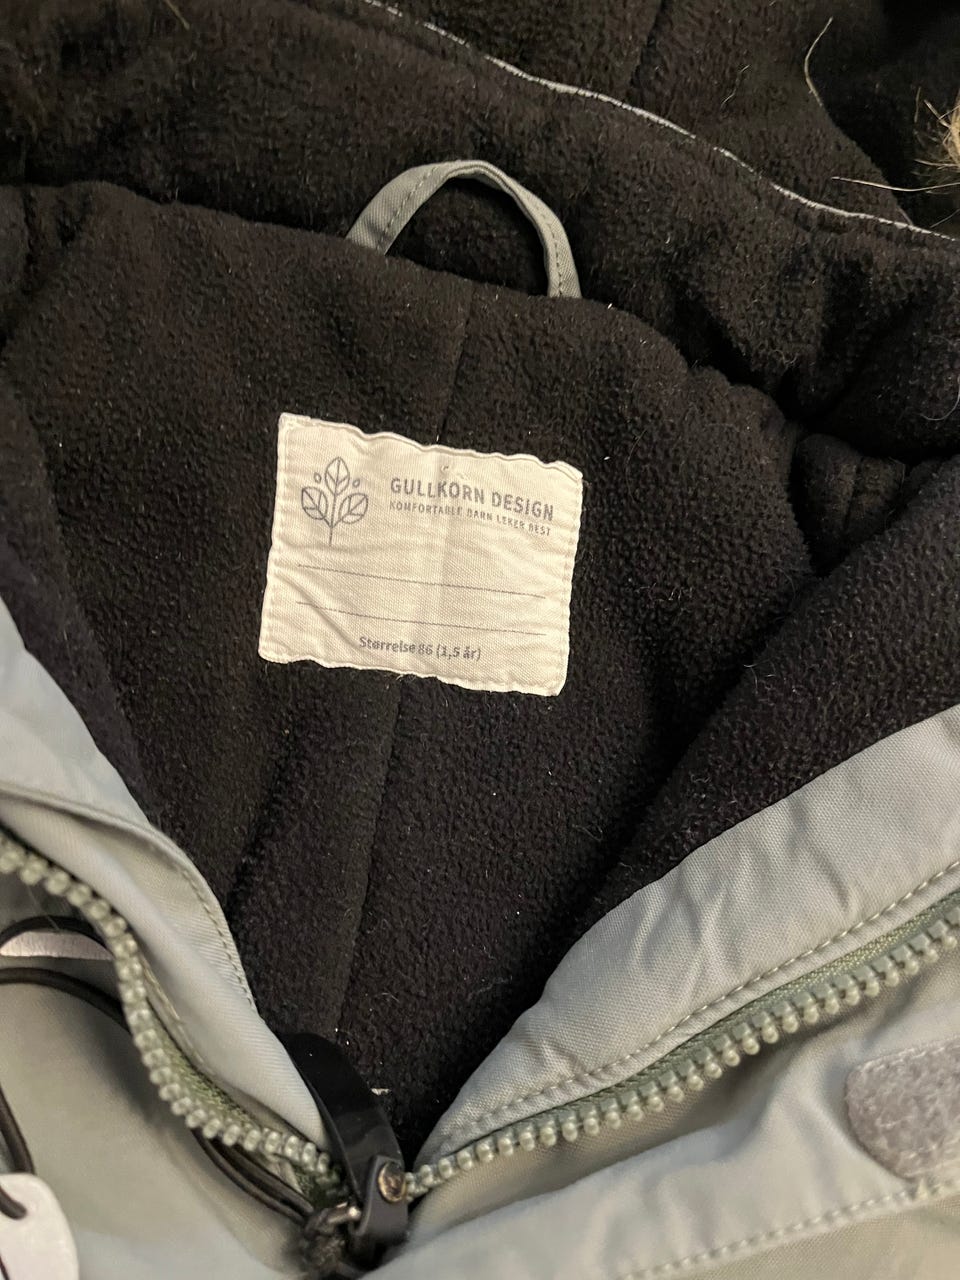 GULLKORN DESIGN
KOMFORTABLE BARN LEKER BEST
Størrelse 86 (1,5 år)